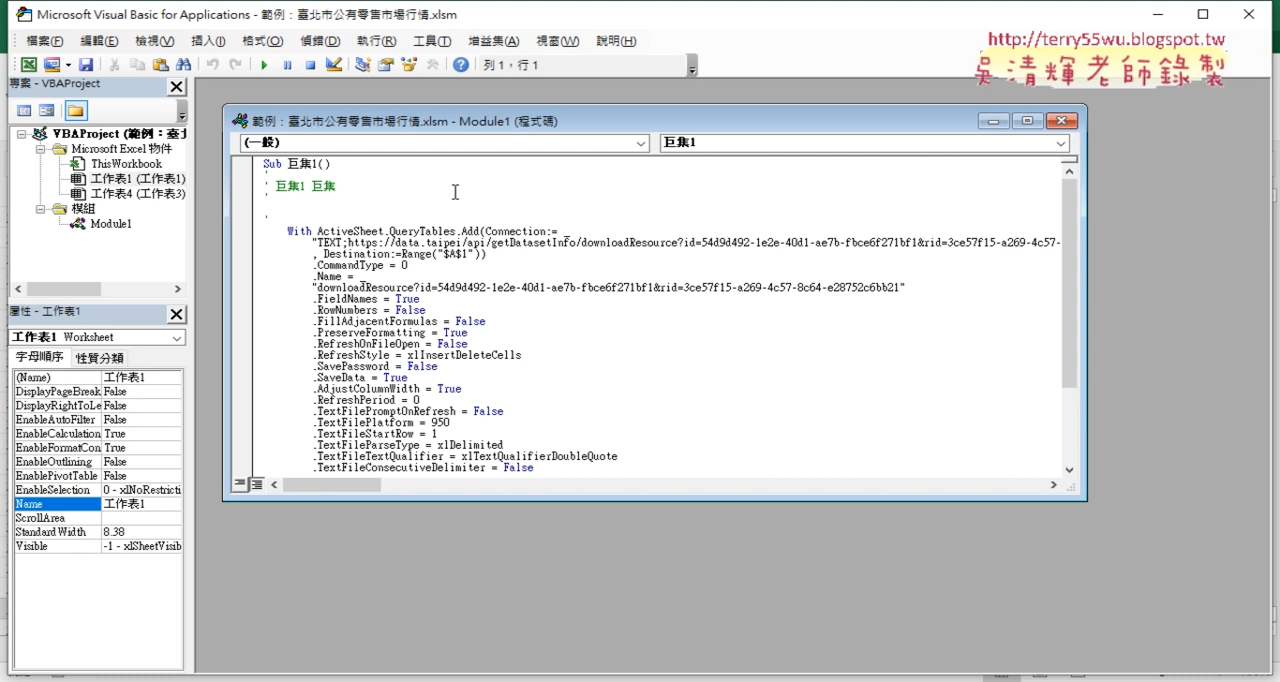 Microsoft Visual Basic for Applications - 範例：臺北市公有零售市場行情.xlsm
檔案(F) 編輯(E) 檢視(V) 插入(I) 格式(O) 偵錯(D) 執行(R) 工具(T) 增益集(A) 視窗(W) 說明(H)
http://terry55wu.blogspot.tw
吳清輝老師錄製
列 1，行 1
專案 - VBAProject
VBAProject (範例：臺
Microsoft Excel 物件
ThisWorkbook
工作表1 (工作表1)
工作表4 (工作表3)
模組
Module1
屬性 - 工作表1
工作表1 Worksheet
字母順序 性質分類
(Name) 工作表1
DisplayPageBreak False
DisplayRightToLe False
EnableAutoFilter False
EnableCalculation True
EnableFormatCon True
EnableOutlining False
EnablePivotTable False
EnableSelection 0 - xlNoRestricti
Name 工作表1
ScrollArea
Standard Width 8.38
Visible -1 - xlSheetVisib
範例：臺北市公有零售市場行情.xlsm - Module1 (程式碼)
(一般) 巨集1
Sub 巨集1()
'
' 巨集1 巨集
'
'
With ActiveSheet.QueryTables.Add(Connection:= _
"TEXT;https://data.taipei/api/getDatasetInfo/downloadResource?id=54d9d492-1e2e-40d1-ae7b-fbce6f271bf1&rid=3ce57f15-a269-4c57-
, Destination:=Range("$A$1"))
.CommandType = 0
.Name = _
"downloadResource?id=54d9d492-1e2e-40d1-ae7b-fbce6f271bf1&rid=3ce57f15-a269-4c57-8c64-e28752c6bb21"
.FieldNames = True
.RowNumbers = False
.FillAdjacentFormulas = False
.PreserveFormatting = True
.RefreshOnFileOpen = False
.RefreshStyle = xlInsertDeleteCells
.SavePassword = False
.SaveData = True
.AdjustColumnWidth = True
.RefreshPeriod = 0
.TextFilePromptOnRefresh = False
.TextFilePlatform = 950
.TextFileStartRow = 1
.TextFileParseType = xlDelimited
.TextFileTextQualifier = xlTextQualifierDoubleQuote
.TextFileConsecutiveDelimiter = False